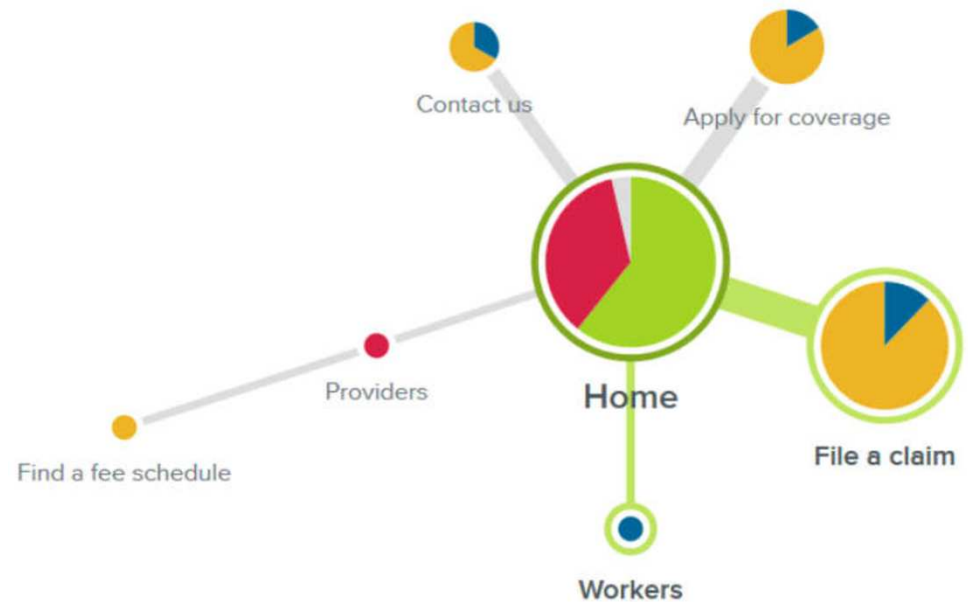 Contact us
Apply for coverage
Home
Providers
File a claim
Find a fee schedule
Workers